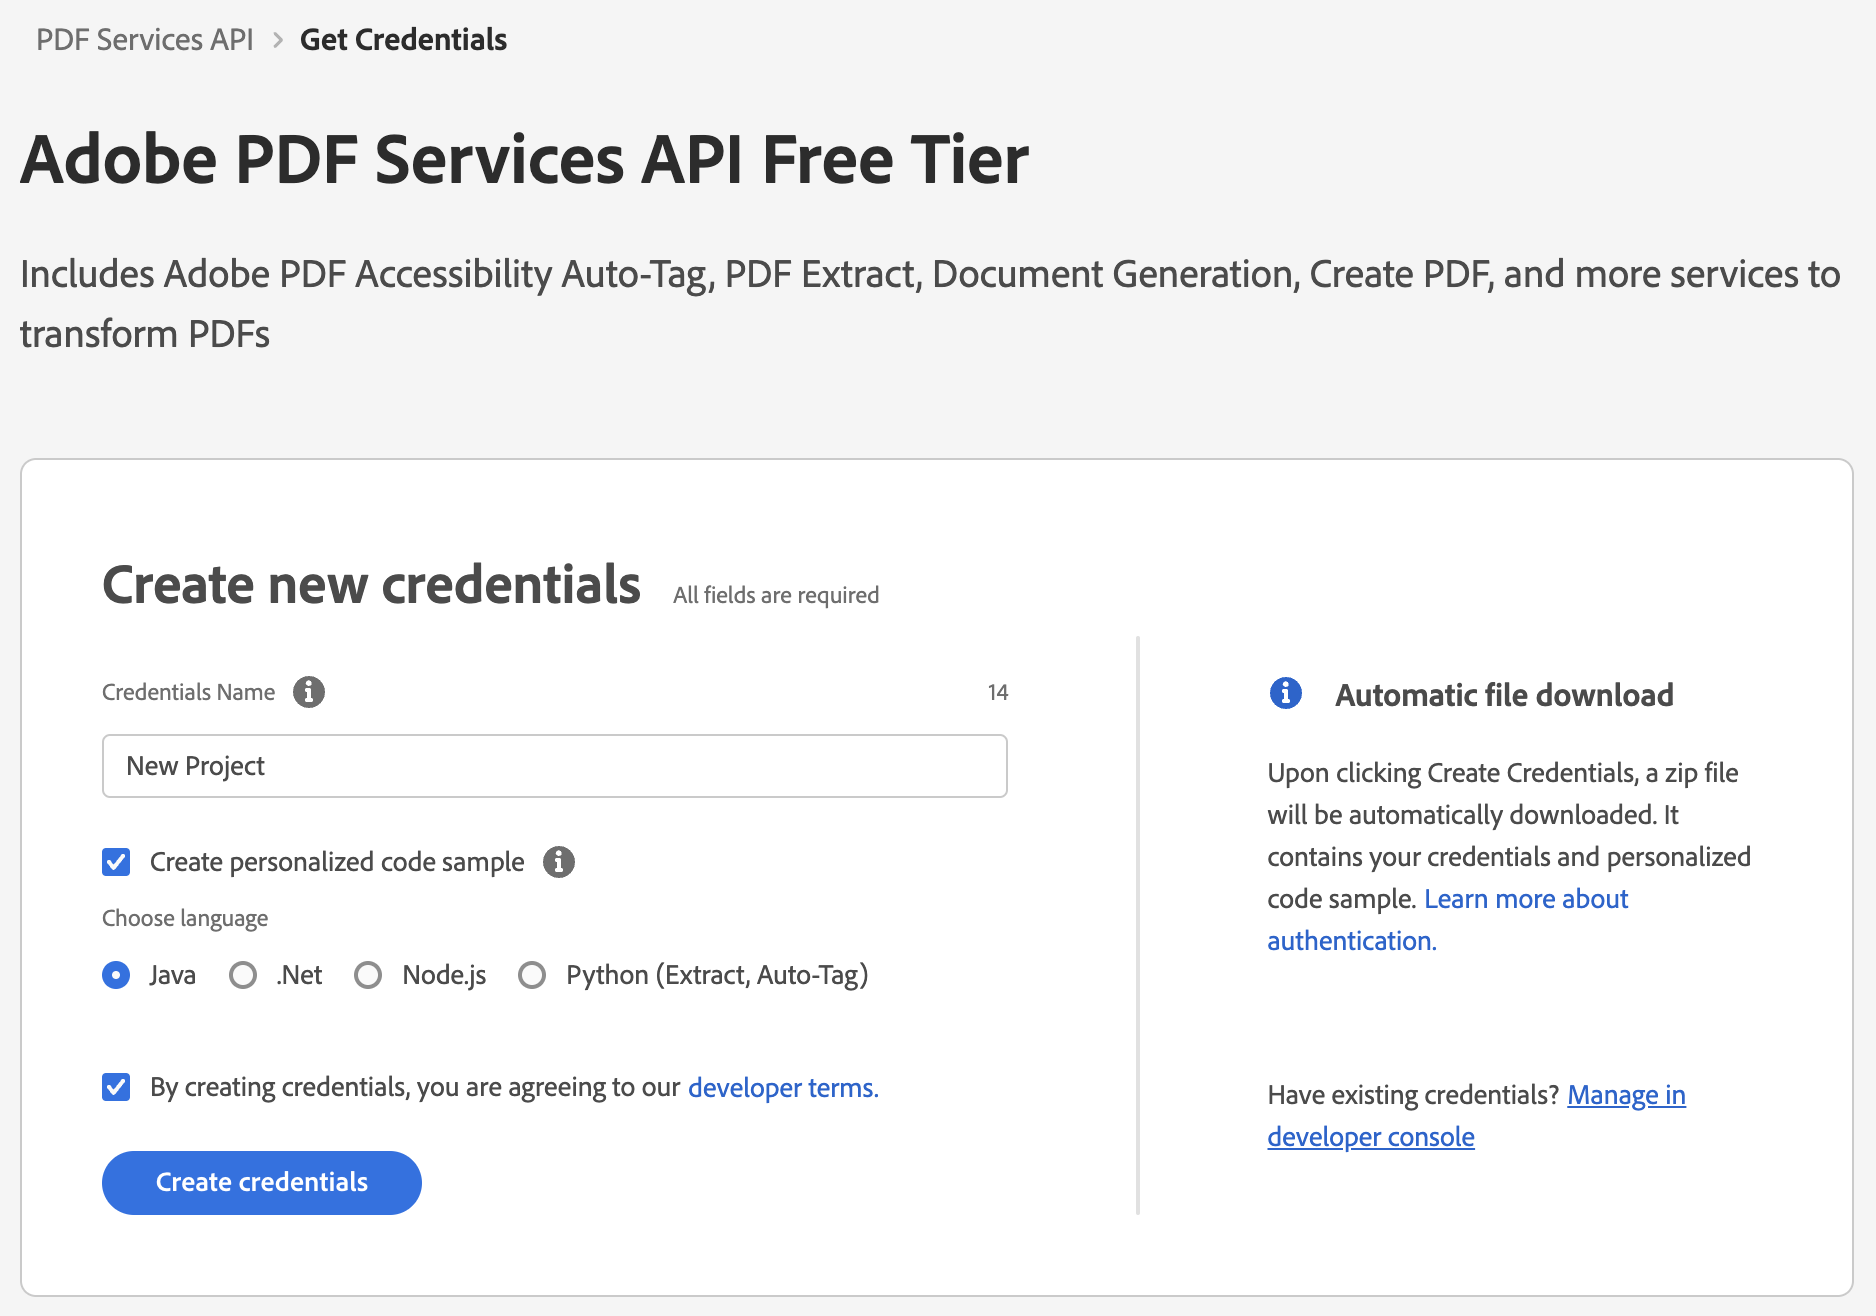 PDF Services API > Get Credentials
Adobe PDF Services API Free Tier
Includes Adobe PDF Accessibility Auto-Tag, PDF Extract, Document Generation, Create PDF, and more services to
transform PDFs
Create new credentials All fields are required
Credentials Name 14
New Project
Create personalized code sample
Choose language
Java .Net Node.js Python (Extract, Auto-Tag)
By creating credentials, you are agreeing to our developer terms.
Create credentials
Automatic file download
Upon clicking Create Credentials, a zip file
will be automatically downloaded. It
contains your credentials and personalized
code sample. Learn more about
authentication.
Have existing credentials? Manage in
developer console